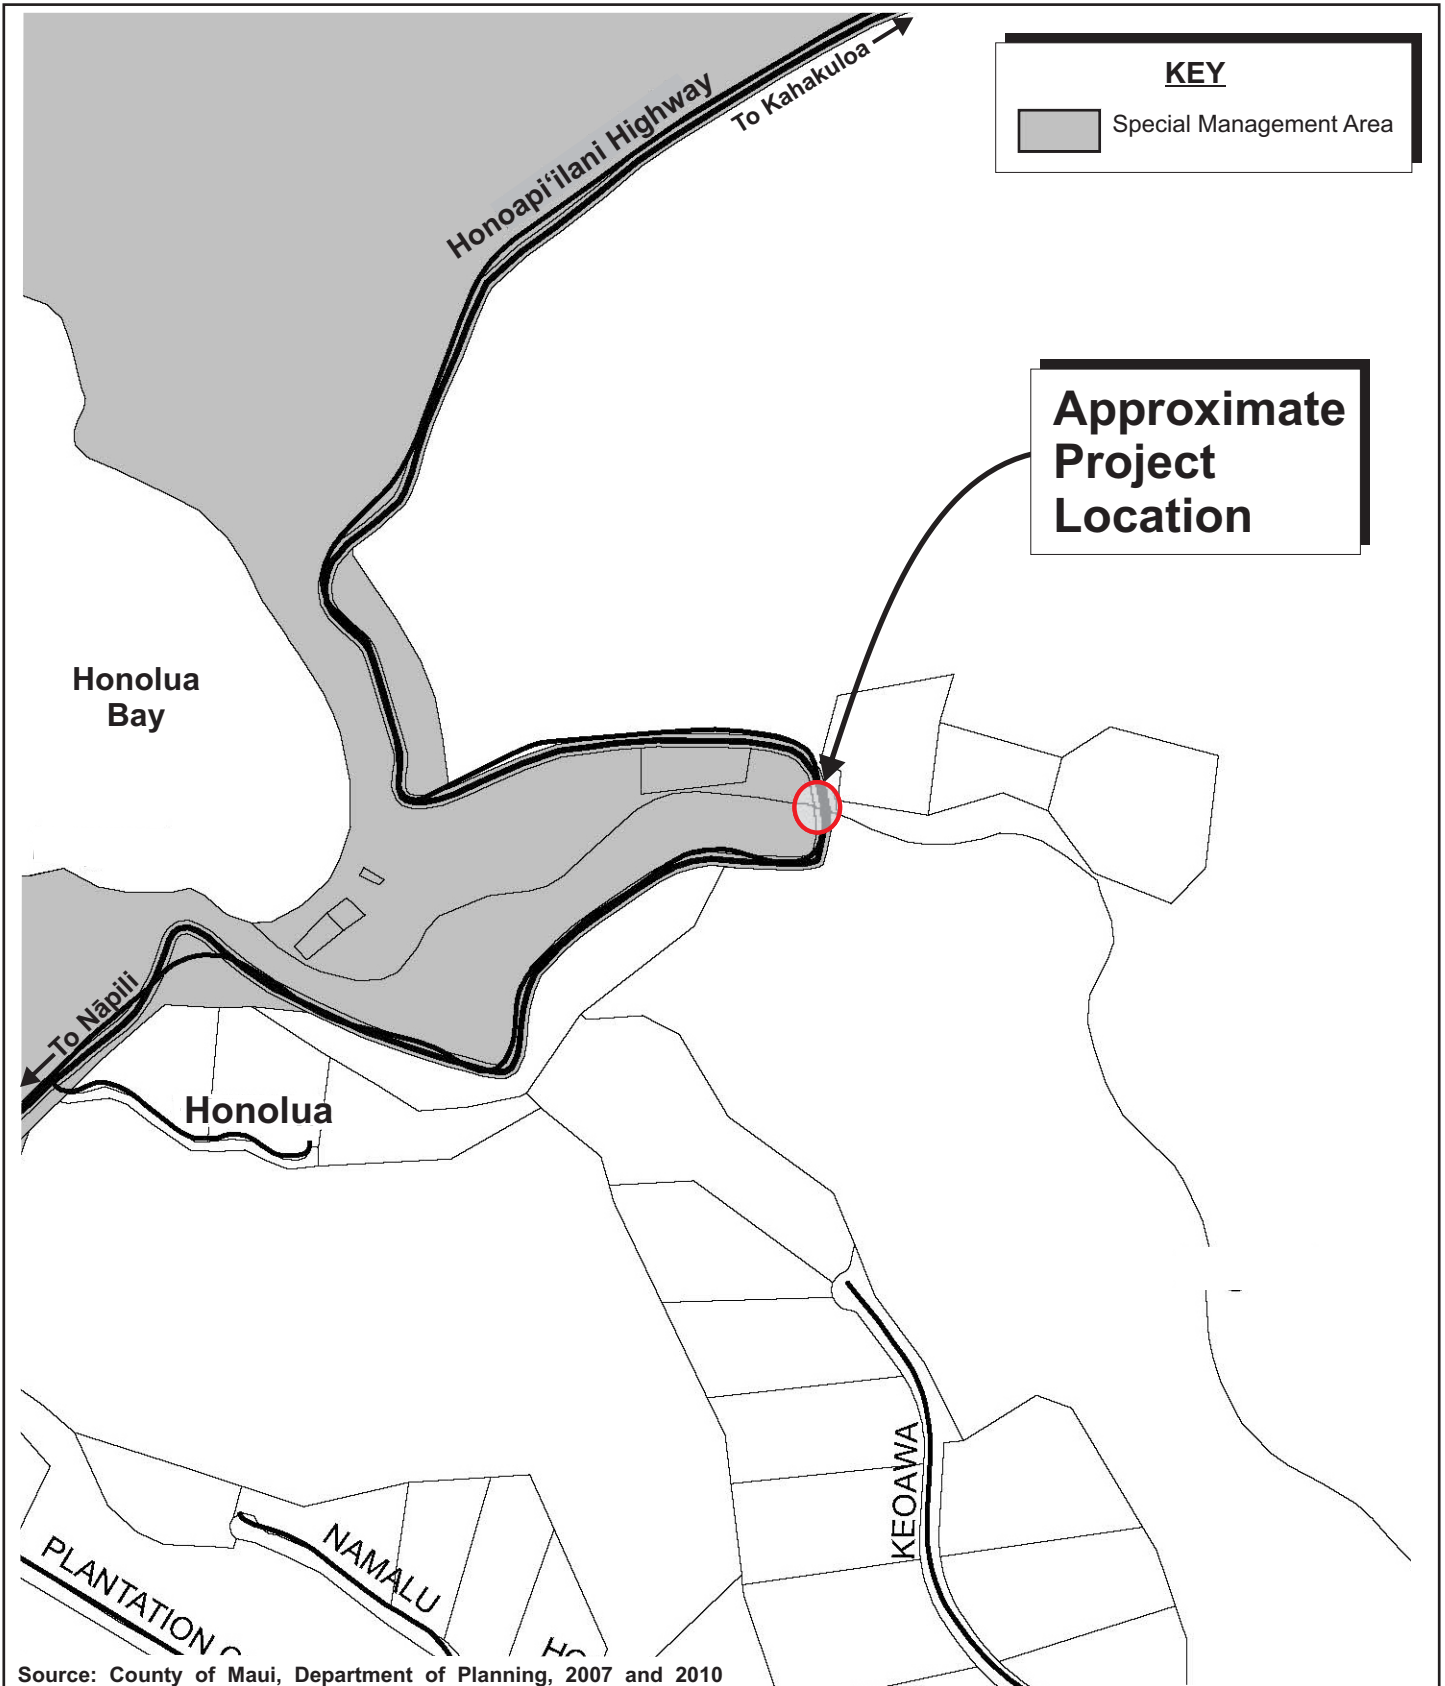 KEY
Special Management Area
To Kahakuloa
Honoapi‘ilani Highway
Approximate
Project
Location
Honolua
Bay
To Nāpili
Honolua
KEOAWA
NAMALU
PLANTATION
Source: County of Maui, Department of Planning, 2007 and 2010